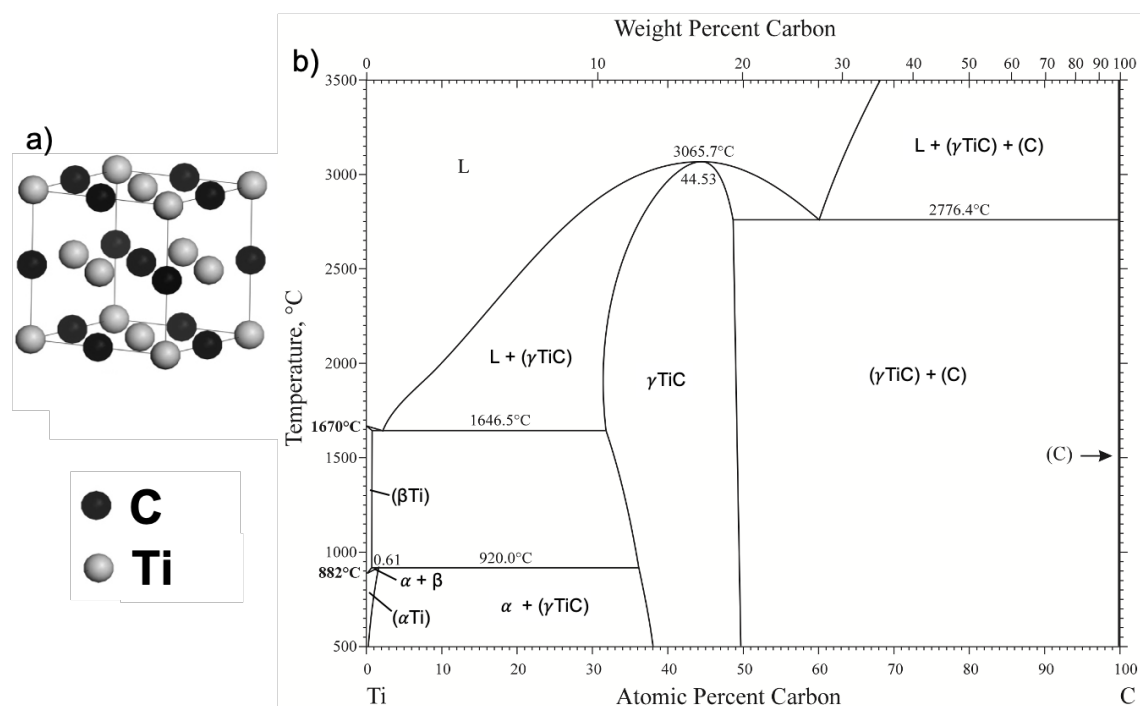 Weight Percent Carbon
b)
0 10 20 30 40 50 60 70 80 90 100
a)
3500
3000
2500
2000
1500
1000
500
Temperature, °C
L
3065.7°C
44.53
L + (γTiC) + (C)
2776.4°C
L + (γTiC)
γTiC
(γTiC) + (C)
1670°C
1646.5°C
(C)
(βTi)
0.61
920.0°C
882°C
α + β
(αTi)
α + (γTiC)
0 10 20 30 40 50 60 70 80 90 100
Ti
Atomic Percent Carbon
C
C
Ti